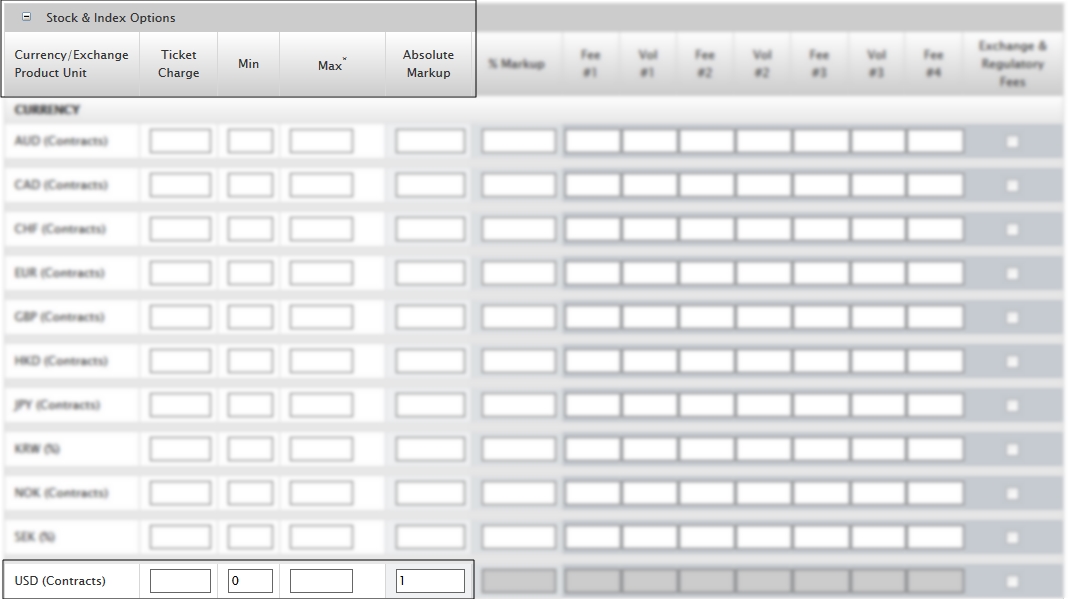 Stock & Index Options
Currency/Exchange Product Unit
Ticket Charge
Min
Max*
Absolute Markup
% Markup
Fee #1
Vol #1
Fee #2
Vol #2
Fee #3
Vol #3
Fee #4
Exchange & Regulatory Fees
CURRENCY
AUD (Contracts)
CAD (Contracts)
CHF (Contracts)
EUR (Contracts)
GBP (Contracts)
HKD (Contracts)
JPY (Contracts)
KRW (%)
NOK (Contracts)
SEK (%)
USD (Contracts) 0 1